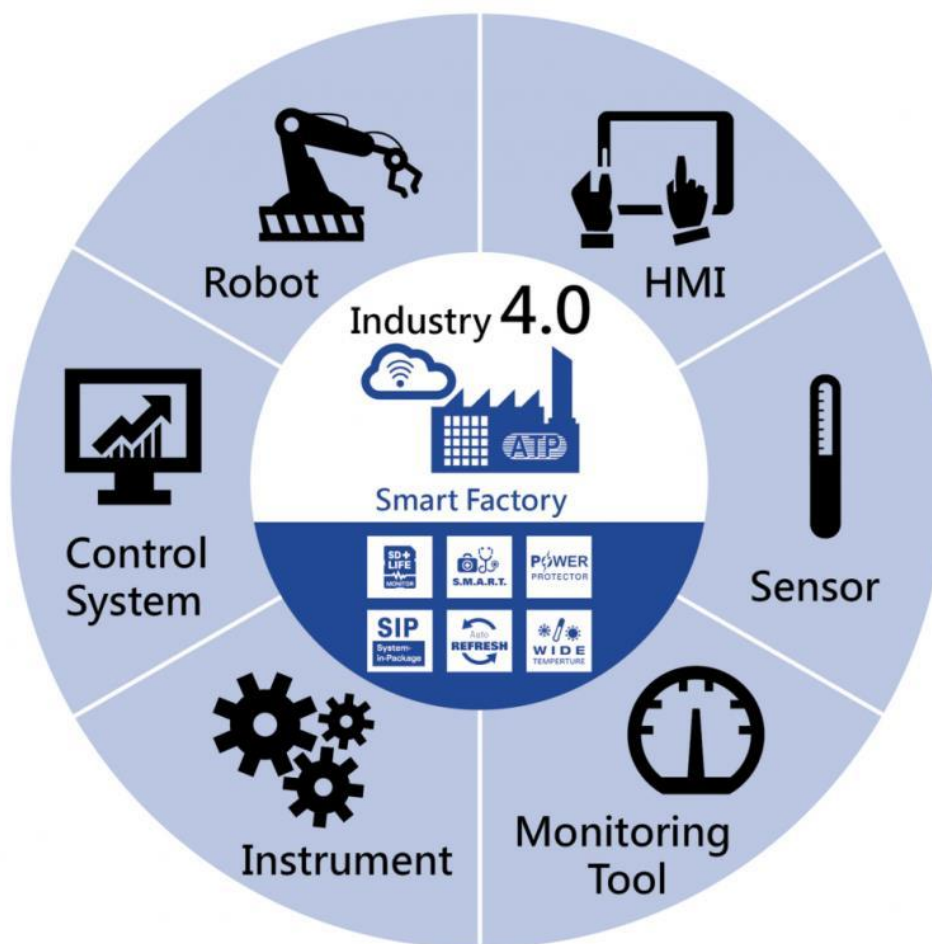 Robot
HMI
Industry 4.0
ATP
Smart Factory
Control
System
Sensor
SD+
LIFE
MONITOR
S.M.A.R.T.
POWER
PROTECTOR
SIP
System-
in-Package
Auto
REFRESH
WIDE
TEMPERTURE
Instrument
Monitoring
Tool